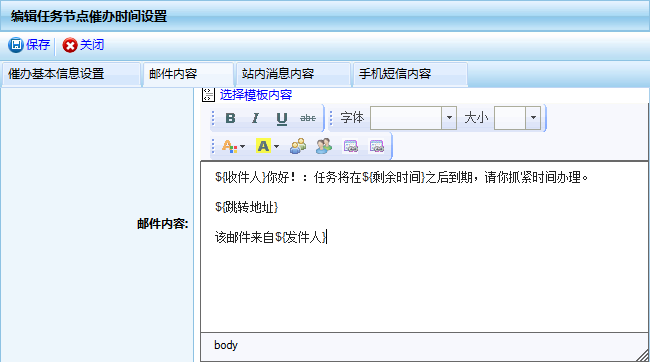 编辑任务节点催办时间设置
保存 关闭
催办基本信息设置 邮件内容 站内消息内容 手机短信内容
选择模板内容
B I U abc 字体 大小
A A
${收件人}你好！：任务将在${剩余时间}之后到期，请你抓紧时间办理。
${跳转地址}
邮件内容:
该邮件来自${发件人}
body